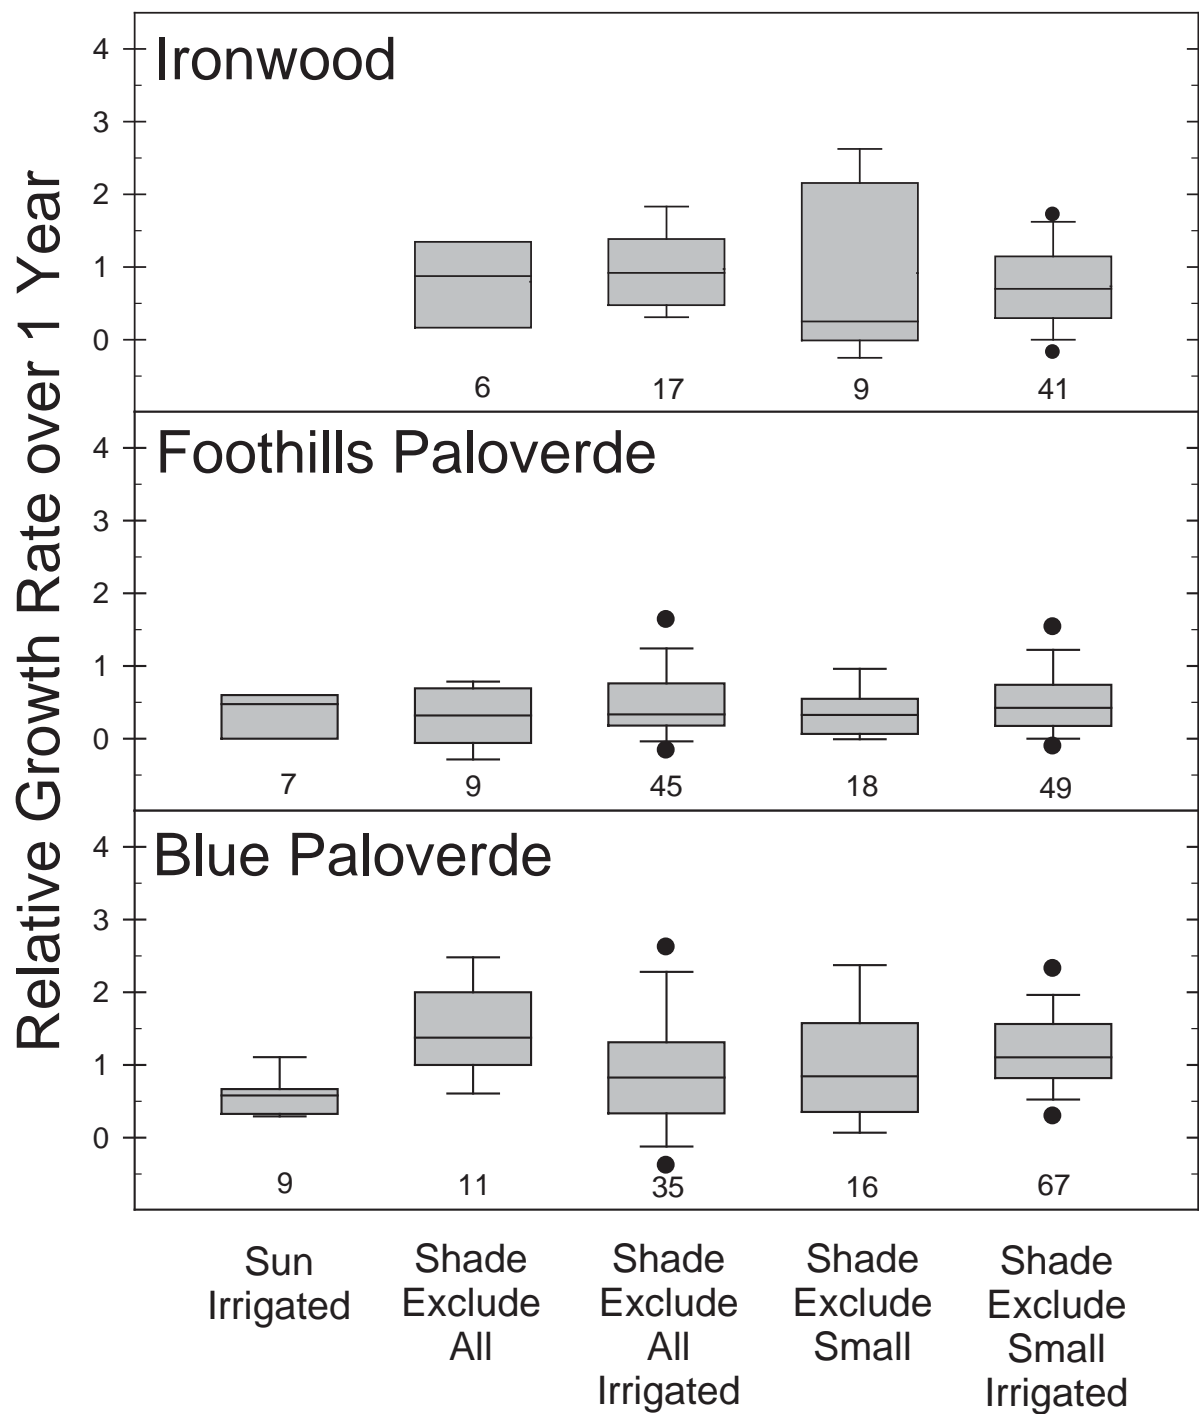 Relative Growth Rate over 1 Year
Ironwood
4
3
2
1
0
6 17 9 41
Foothills Paloverde
4
3
2
1
0
7 9 45 18 49
Blue Paloverde
4
3
2
1
0
9 11 35 16 67
Sun
Irrigated
Shade
Exclude
All
Shade
Exclude
All
Irrigated
Shade
Exclude
Small
Shade
Exclude
Small
Irrigated